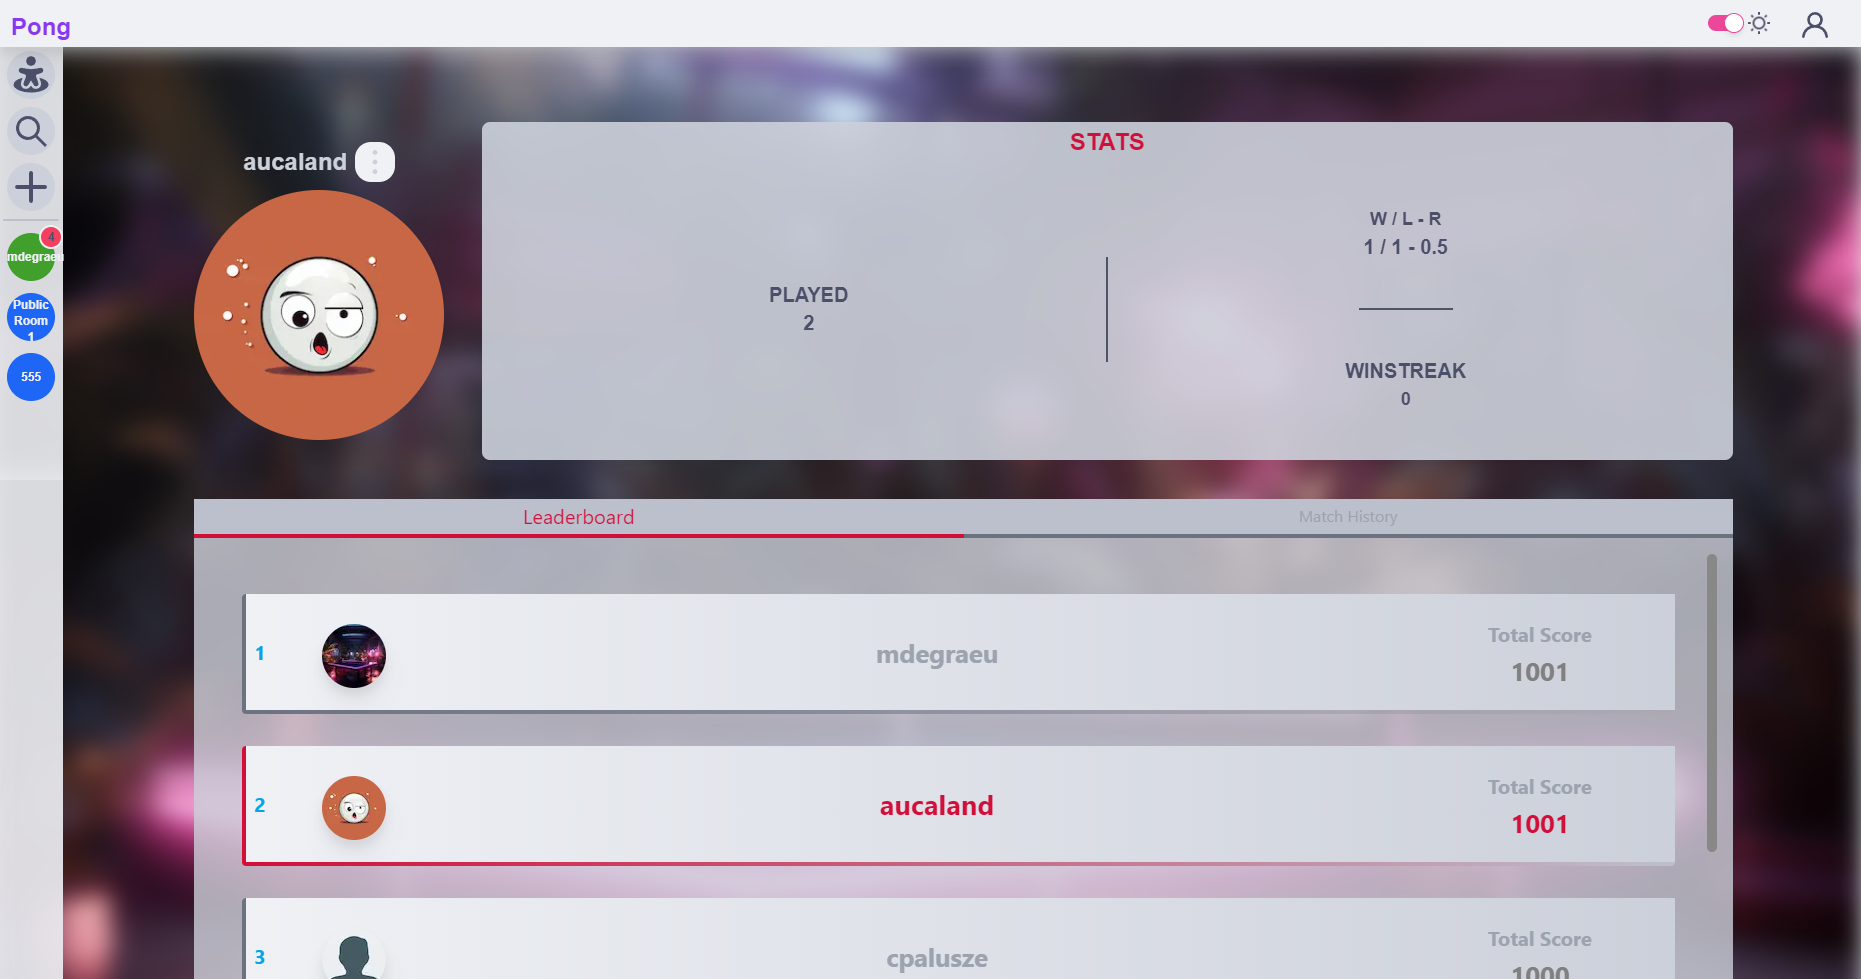 Pong
4
mdegraeu
Public
Room
1
555
aucaland
STATS
PLAYED
2
W / L - R
1 / 1 - 0.5
WINSTREAK
0
Leaderboard
Match History
1
mdegraeu
Total Score
1001
2
aucaland
Total Score
1001
3
cpalusze
Total Score
1000